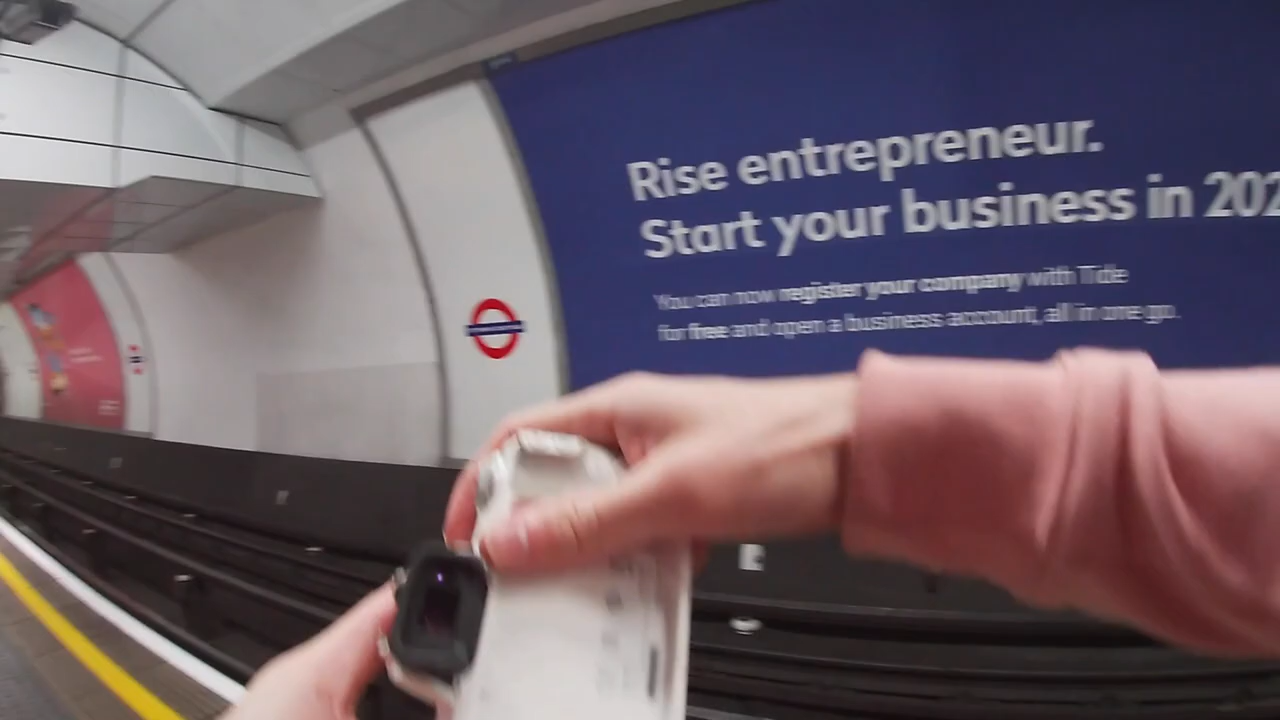 Rise entrepreneur.
Start your business in 202
You can now register your company with Tide
for free and open a business account, all in one go.